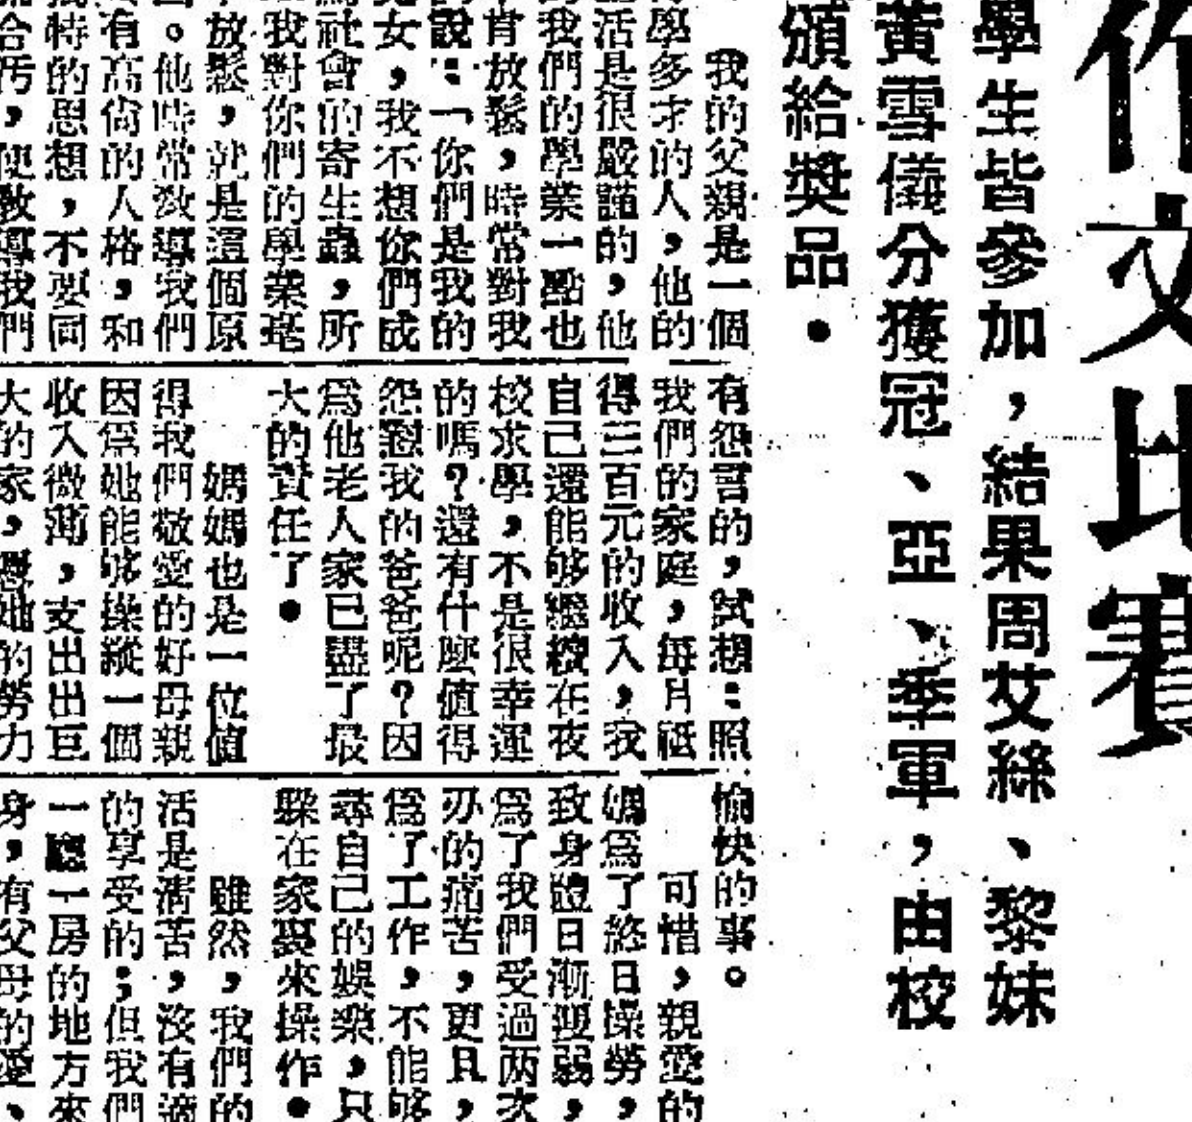 作文比賽
學生皆參加，結果周艾絲、黎妹
黃雪儀分獲冠、亞、季軍，由校
頒給獎品．
我的父親是一個
學多才的人，他的
活是很嚴謹的，他
我們的學業一點也
肯放鬆，時常對我
說：「你們是我的
女，我不想你們成
社會的寄生蟲，所
我對你們的學業毫
放鬆，就是這個原
。他時常教導我們
有高尚的人格，和
特的思想，不要同
合污，便教導我們
有怨言的，試想：照
我們的家庭，每月祗
得三百元的收入，我
自己還能够繼續在夜
校求學，不是很幸運
的嗎？還有什麼值得
怨懟我的爸爸呢？因
爲他老人家已盡了最
大的責任了．
媽媽也是一位值
得我們敬愛的好母親
因爲她能够操縱一個
收入微薄，支出出巨
大的家，憑她的勞力
愉快的事。
可惜，親愛的
媽爲了終日操勞，
致身體日漸衰弱，
爲了我們受過两次
刃的痛苦，更且，
爲了工作，不能够
尋自己的娛樂，只
躱在家裏來操作．
雖然，我們的
活是清苦，沒有適
的享受的；但我們
一廳一房的地方來
身，有父母的愛、